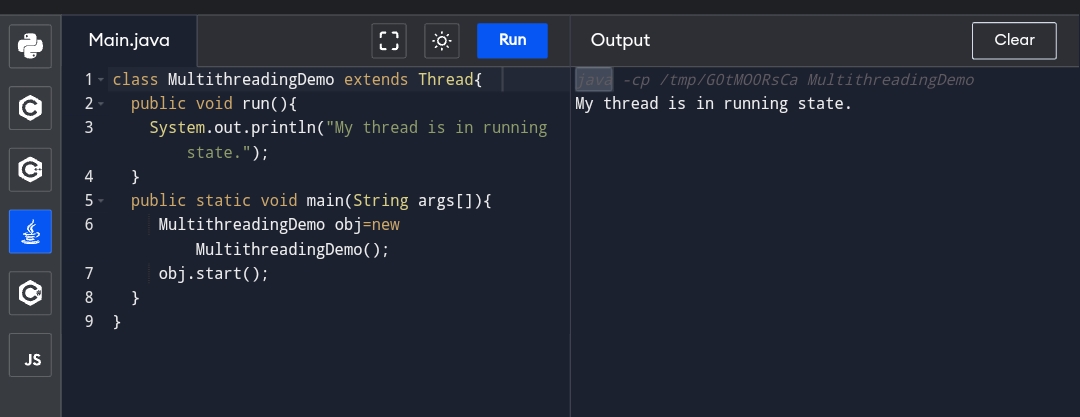 Main.java
Run
Output
Clear
1 class MultithreadingDemo extends Thread{
2 public void run(){
3 System.out.println("My thread is in running
state.");
4 }
5 public static void main(String args[]){
6 MultithreadingDemo obj=new
MultithreadingDemo();
7 obj.start();
8 }
9 }
java -cp /tmp/G0tMO0RsCa MultithreadingDemo
My thread is in running state.
C
C+
C#
JS